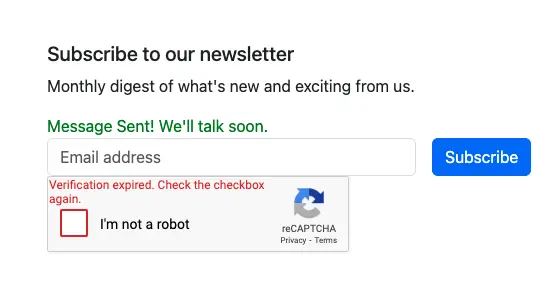 Subscribe to our newsletter
Monthly digest of what's new and exciting from us.
Message Sent! We'll talk soon.
Email address
Subscribe
Verification expired. Check the checkbox
again.
I'm not a robot
reCAPTCHA
Privacy - Terms